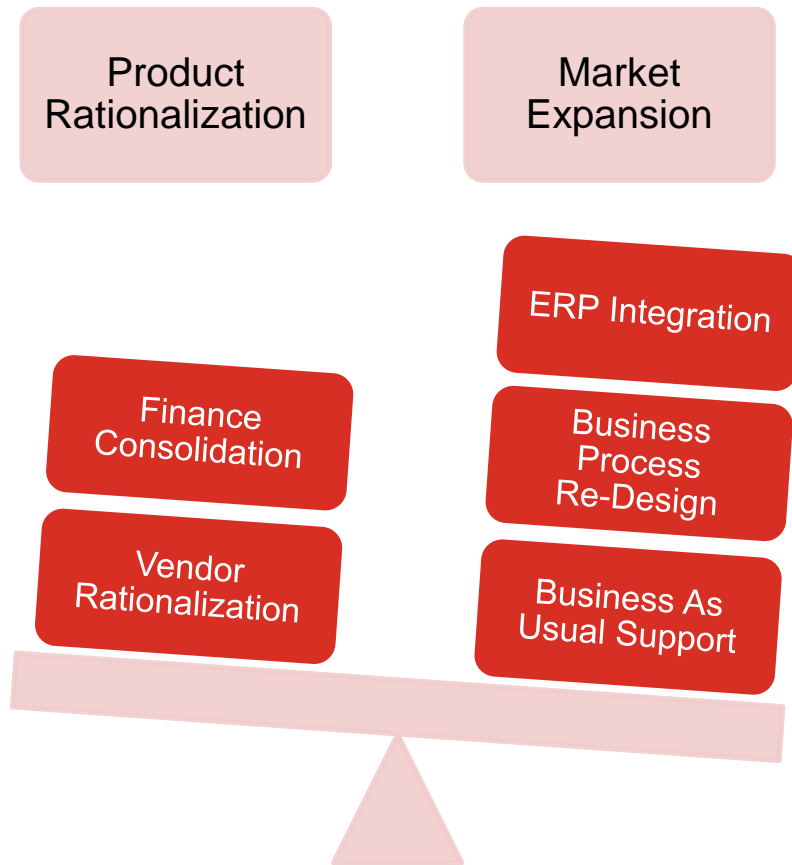 Product
Rationalization
Market
Expansion
ERP Integration
Finance
Consolidation
Business
Process
Re-Design
Vendor
Rationalization
Business As
Usual Support